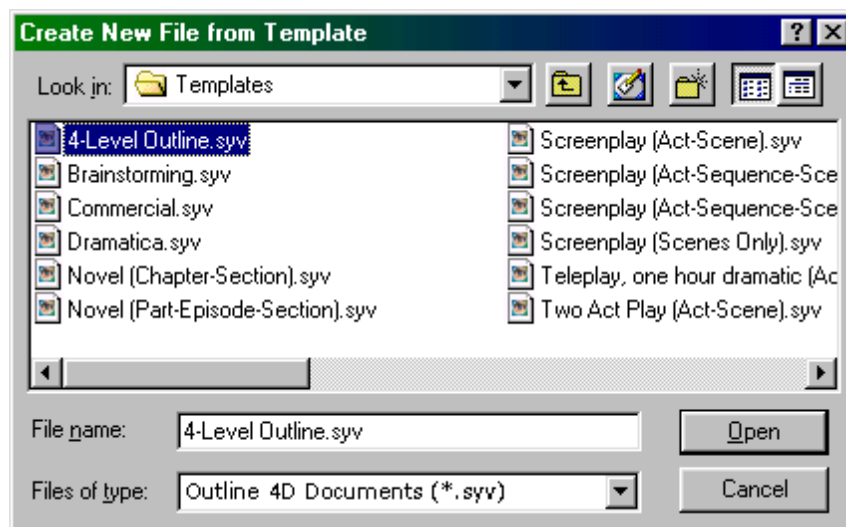 Create New File from Template
Look in: Templates
4-Level Outline.syv
Brainstorming.syv
Commercial.syv
Dramatica.syv
Novel (Chapter-Section).syv
Novel (Part-Episode-Section).syv
Screenplay (Act-Scene).syv
Screenplay (Act-Sequence-Sce
Screenplay (Act-Sequence-Sce
Screenplay (Scenes Only).syv
Teleplay, one hour dramatic (Ac
Two Act Play (Act-Scene).syv
File name: 4-Level Outline.syv Open
Files of type: Outline 4D Documents (*.syv) Cancel